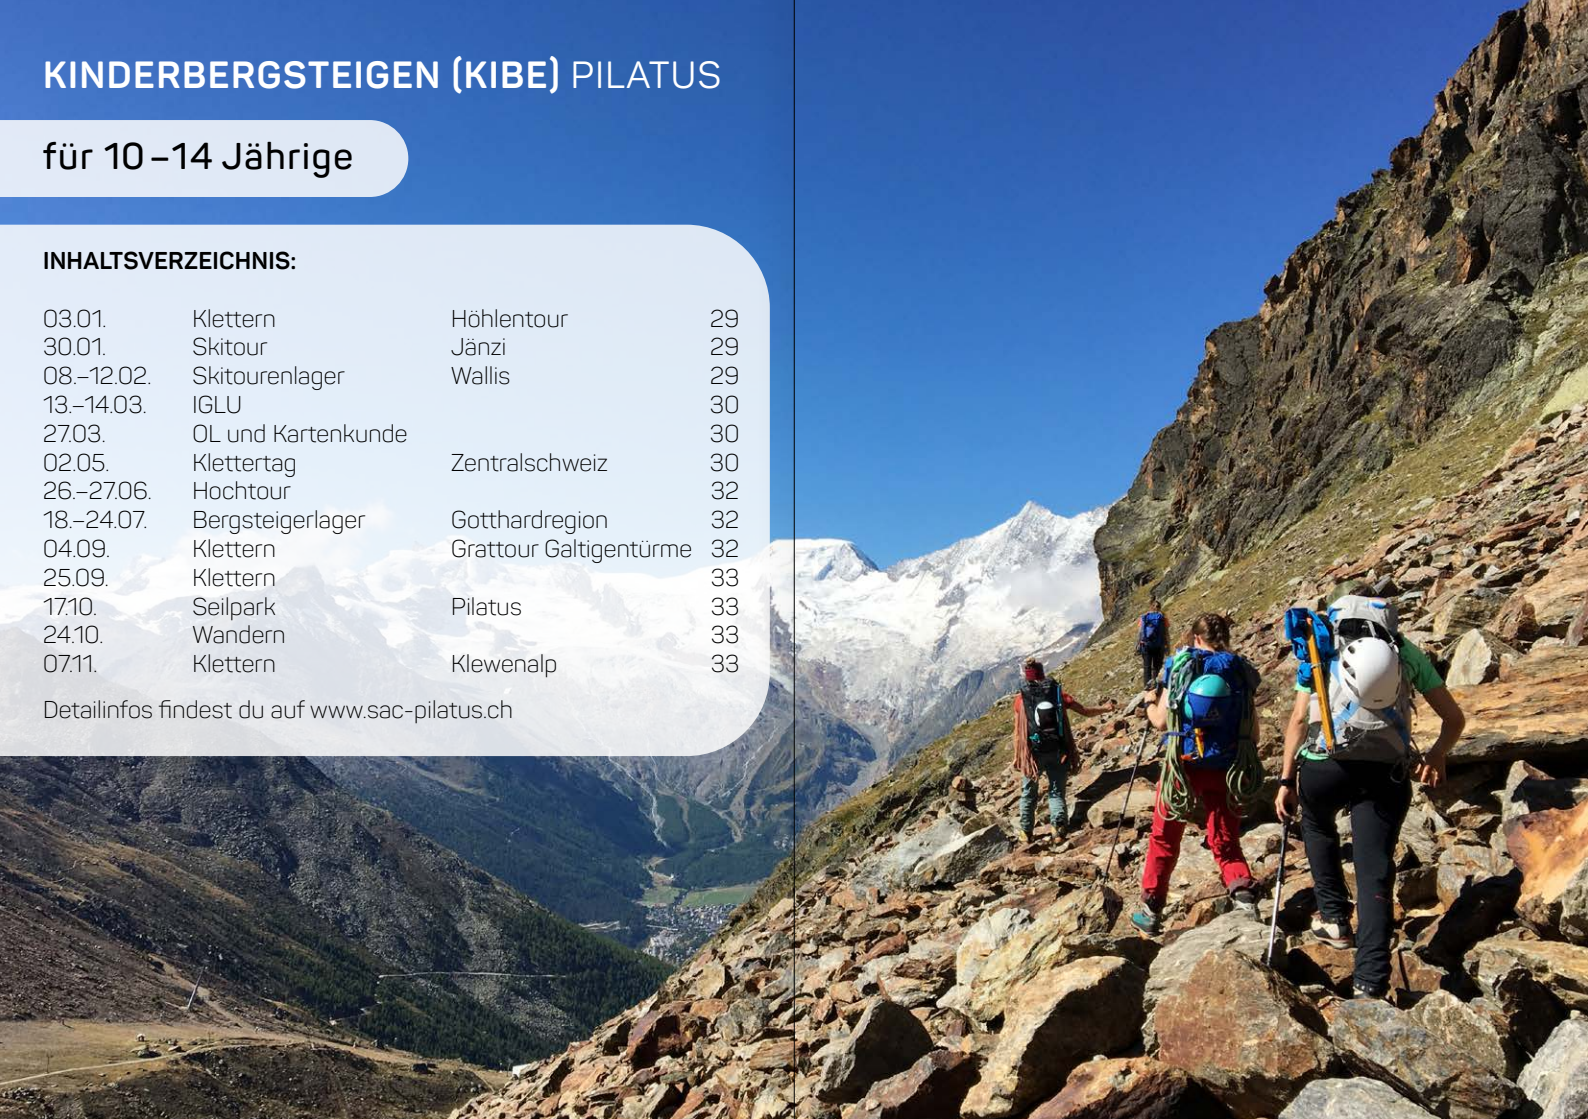 KINDERBERGSTEIGEN (KIBE) PILATUS
für 10–14 Jährige
INHALTSVERZEICHNIS:
03.01. Klettern Höhlentour 29
30.01. Skitour Jänzi 29
08.–12.02. Skitourenlager Wallis 29
13.–14.03. IGLU 30
27.03. OL und Kartenkunde 30
02.05. Klettertag Zentralschweiz 30
26.–27.06. Hochtour 32
18.–24.07. Bergsteigerlager Gotthardregion 32
04.09. Klettern Grattour Galtigentürme 32
25.09. Klettern 33
17.10. Seilpark Pilatus 33
24.10. Wandern 33
07.11. Klettern Klewenalp 33
Detailinfos findest du auf www.sac-pilatus.ch